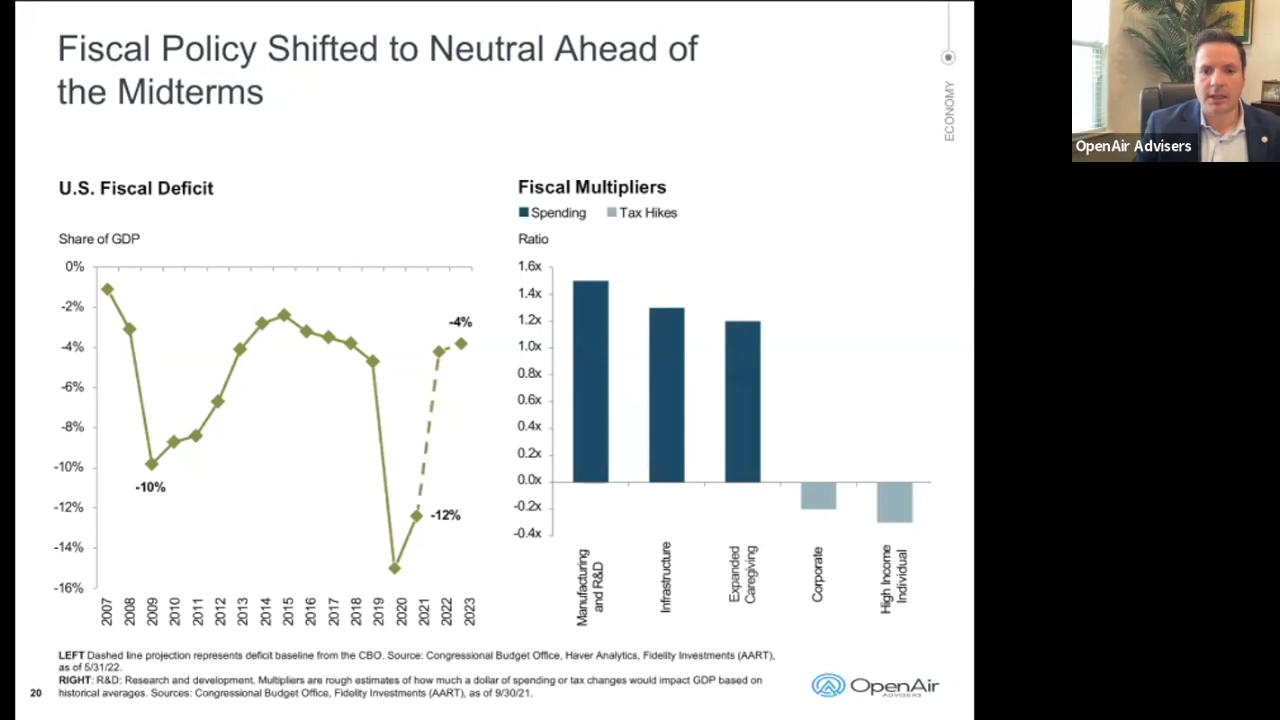 Fiscal Policy Shifted to Neutral Ahead of
the Midterms
ECONOMY
OpenAir Advisers
U.S. Fiscal Deficit
Share of GDP
0%
-2%
-4%
-6%
-8%
-10%
-12%
-14%
-16%
-10%
-12%
-4%
2007
2008
2009
2010
2011
2012
2013
2014
2015
2016
2017
2018
2019
2020
2021
2022
2023
Fiscal Multipliers
Spending Tax Hikes
Ratio
1.6x
1.4x
1.2x
1.0x
0.8x
0.6x
0.4x
0.2x
0.0x
-0.2x
-0.4x
Manufacturing
and R&D
Infrastructure
Expanded
Caregiving
Corporate
High Income
Individual
LEFT Dashed line projection represents deficit baseline from the CBO. Source: Congressional Budget Office, Haver Analytics, Fidelity Investments (AART),
as of 5/31/22.
RIGHT: R&D: Research and development. Multipliers are rough estimates of how much a dollar of spending or tax changes would impact GDP based on
historical averages. Sources: Congressional Budget Office, Fidelity Investments (AART), as of 9/30/21.
20
OpenAir
ADVISERS